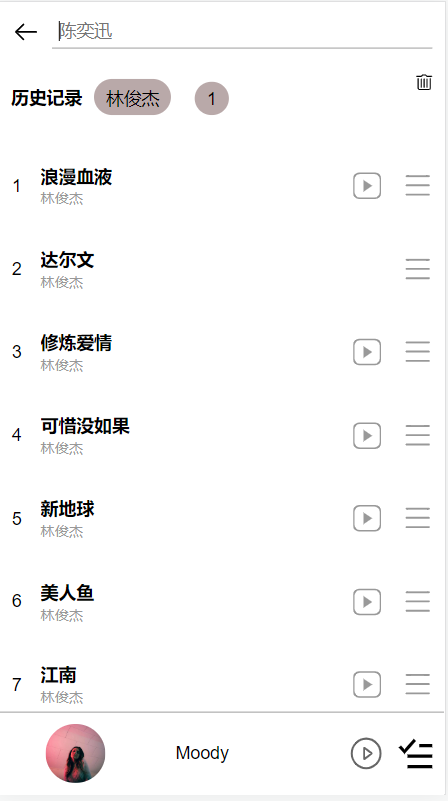 陈奕迅
历史记录 林俊杰 1
1 浪漫血液
林俊杰
2 达尔文
林俊杰
3 修炼爱情
林俊杰
4 可惜没如果
林俊杰
5 新地球
林俊杰
6 美人鱼
林俊杰
7 江南
林俊杰
Moody